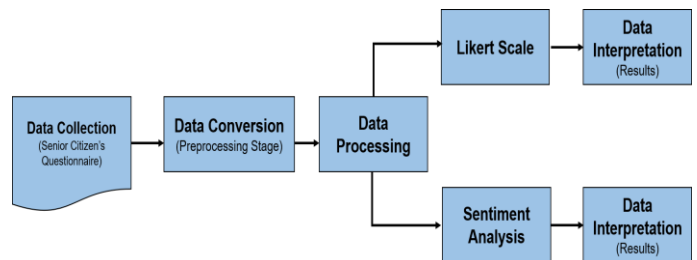 Data Collection
(Senior Citizen's
Questionnaire)
Data Conversion
(Preprocessing Stage)
Data
Processing
Likert Scale
Data
Interpretation
(Results)
Sentiment
Analysis
Data
Interpretation
(Results)